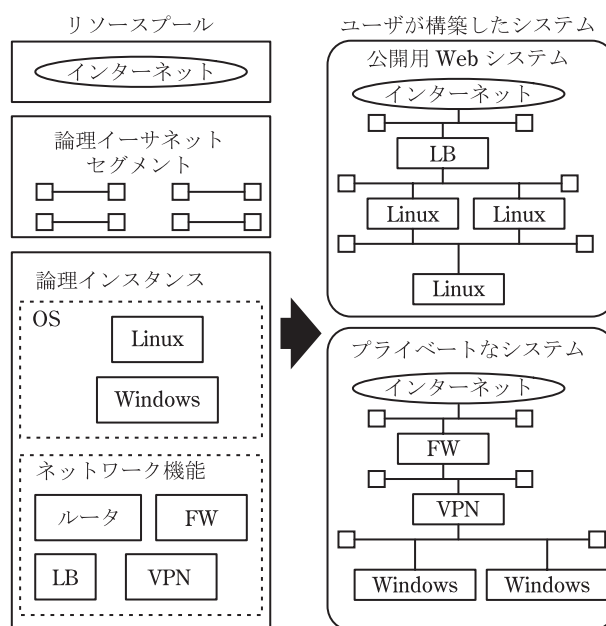 リソースプール
インターネット
論理イーサネット
セグメント
論理インスタンス
OS
Linux
Windows
ネットワーク機能
ルータ
FW
LB
VPN
ユーザが構築したシステム
公開用 Web システム
インターネット
LB
Linux
Linux
Linux
プライベートなシステム
インターネット
FW
VPN
Windows
Windows